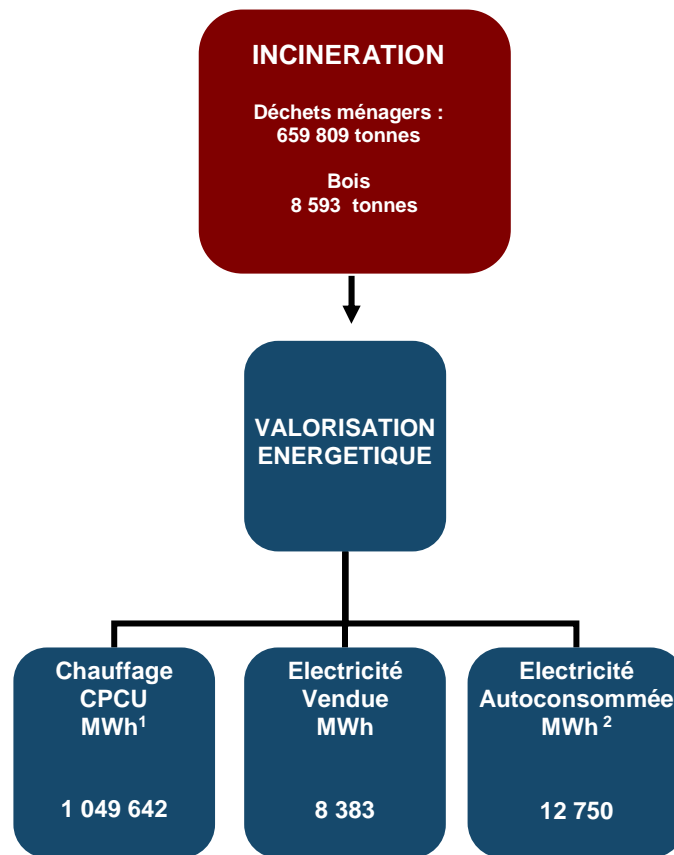 INCINERATION
Déchets ménagers :
659 809 tonnes
Bois
8 593 tonnes
VALORISATION
ENERGETIQUE
Chauffage
CPCU
MWh¹
1 049 642
Electricité
Vendue
MWh
8 383
Electricité
Autoconsommée
MWh ²
12 750